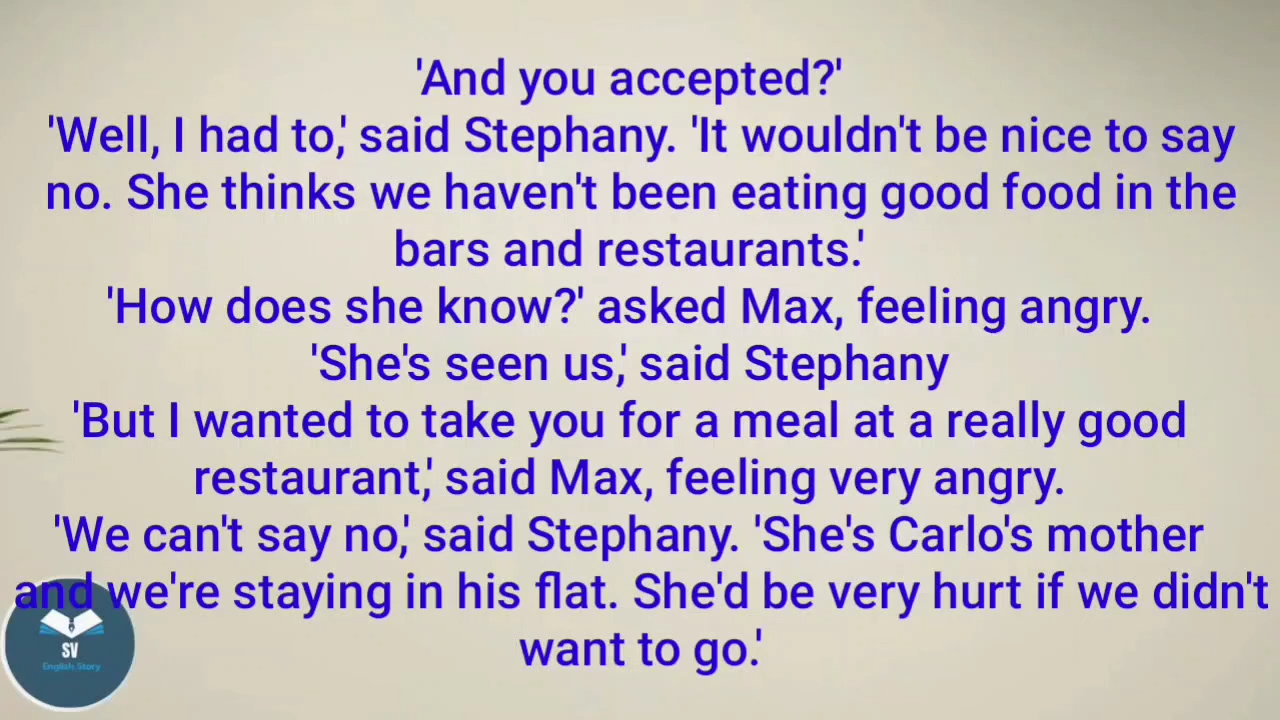 'And you accepted?'
'Well, I had to,' said Stephany. 'It wouldn't be nice to say
no. She thinks we haven't been eating good food in the
bars and restaurants.'
'How does she know?' asked Max, feeling angry.
'She's seen us,' said Stephany
'But I wanted to take you for a meal at a really good
restaurant,' said Max, feeling very angry.
'We can't say no,' said Stephany. 'She's Carlo's mother
and we're staying in his flat. She'd be very hurt if we didn't
want to go.'
SV
English Story